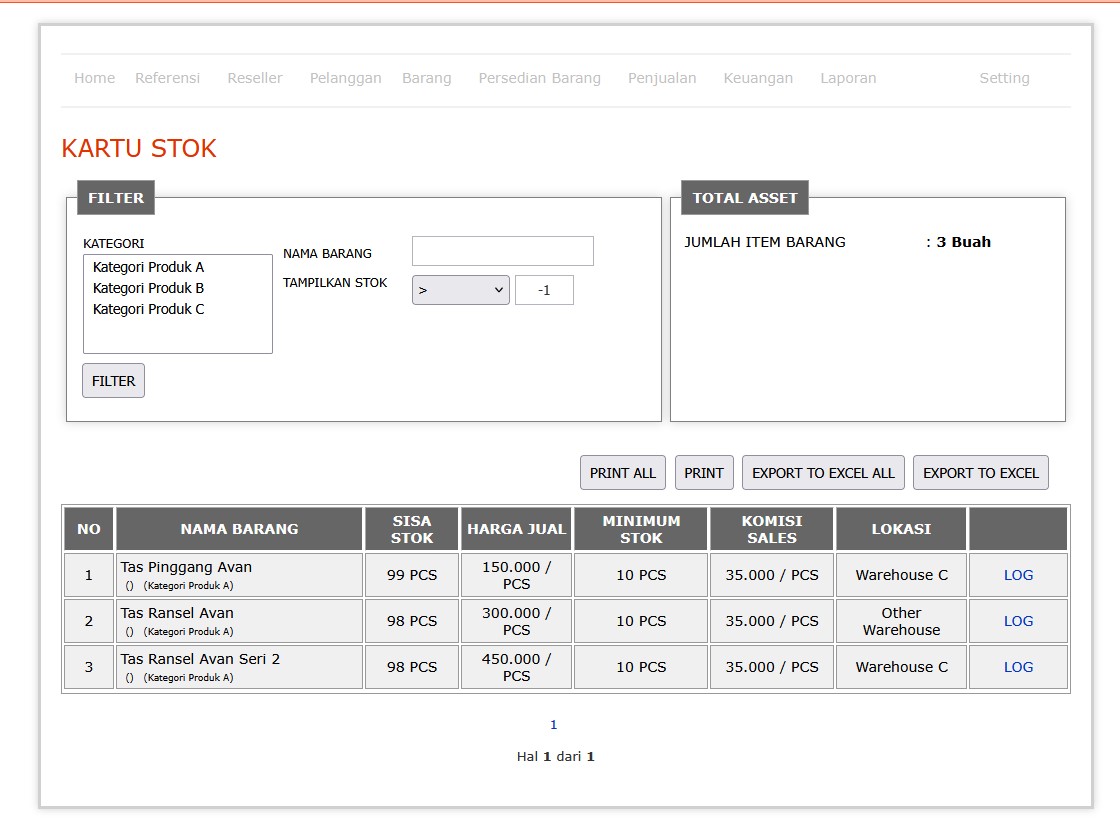 Home Referensi Reseller Pelanggan Barang Persedian Barang Penjualan Keuangan Laporan Setting
KARTU STOK
FILTER
KATEGORI
Kategori Produk A
Kategori Produk B
Kategori Produk C
NAMA BARANG
TAMPILKAN STOK > -1
FILTER
TOTAL ASSET
JUMLAH ITEM BARANG : 3 Buah
PRINT ALL PRINT EXPORT TO EXCEL ALL EXPORT TO EXCEL
NO NAMA BARANG SISA STOK HARGA JUAL MINIMUM STOK KOMISI SALES LOKASI
1 Tas Pinggang Avan () (Kategori Produk A) 99 PCS 150.000 / PCS 10 PCS 35.000 / PCS Warehouse C LOG
2 Tas Ransel Avan () (Kategori Produk A) 98 PCS 300.000 / PCS 10 PCS 35.000 / PCS Other Warehouse LOG
3 Tas Ransel Avan Seri 2 () (Kategori Produk A) 98 PCS 450.000 / PCS 10 PCS 35.000 / PCS Warehouse C LOG
1
Hal 1 dari 1